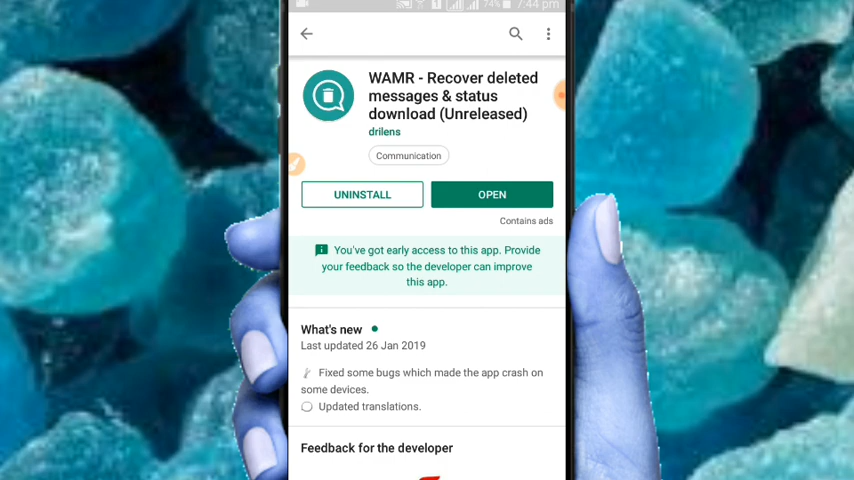 74% 7:44 pm
WAMR - Recover deleted
messages & status
download (Unreleased)
drilens
Communication
UNINSTALL
OPEN
Contains ads
You've got early access to this app. Provide
your feedback so the developer can improve
this app.
What's new
Last updated 26 Jan 2019
Fixed some bugs which made the app crash on
some devices.
Updated translations.
Feedback for the developer